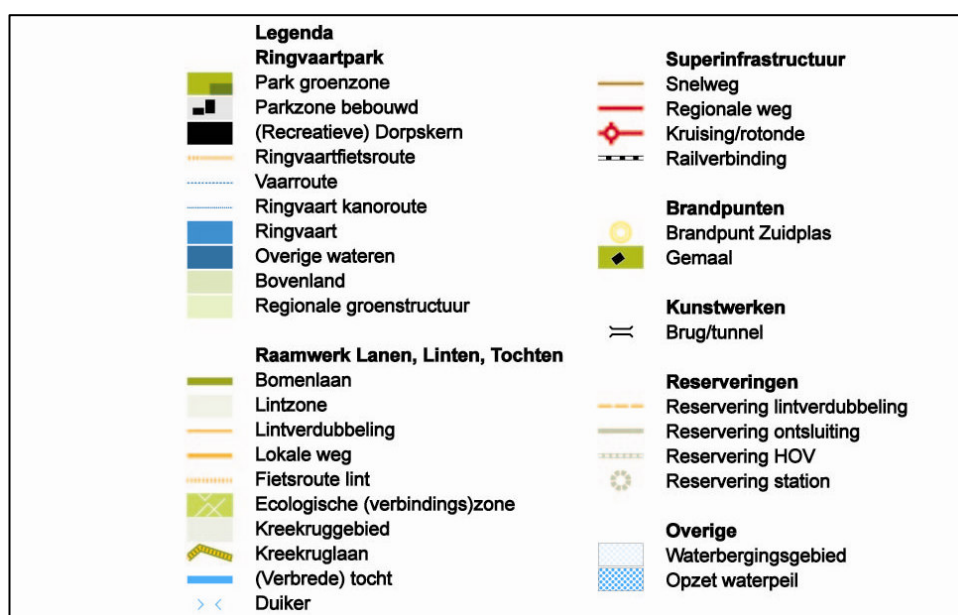 Legenda
Ringvaartpark
Park groenzone
Parkzone bebouwd
(Recreatieve) Dorpskern
Ringvaartfietsroute
Vaarroute
Ringvaart kanoroute
Ringvaart
Overige wateren
Bovenland
Regionale groenstructuur
Raamwerk Lanen, Linten, Tochten
Bomenlaan
Lintzone
Lintverdubbeling
Lokale weg
Fietsroute lint
Ecologische (verbindings)zone
Kreekruggebied
Kreekruglaan
(Verbrede) tocht
Duiker
Superinfrastructuur
Snelweg
Regionale weg
Kruising/rotonde
Railverbinding
Brandpunten
Brandpunt Zuidplas
Gemaal
Kunstwerken
Brug/tunnel
Reserveringen
Reservering lintverdubbeling
Reservering ontsluiting
Reservering HOV
Reservering station
Overige
Waterbergingsgebied
Opzet waterpeil